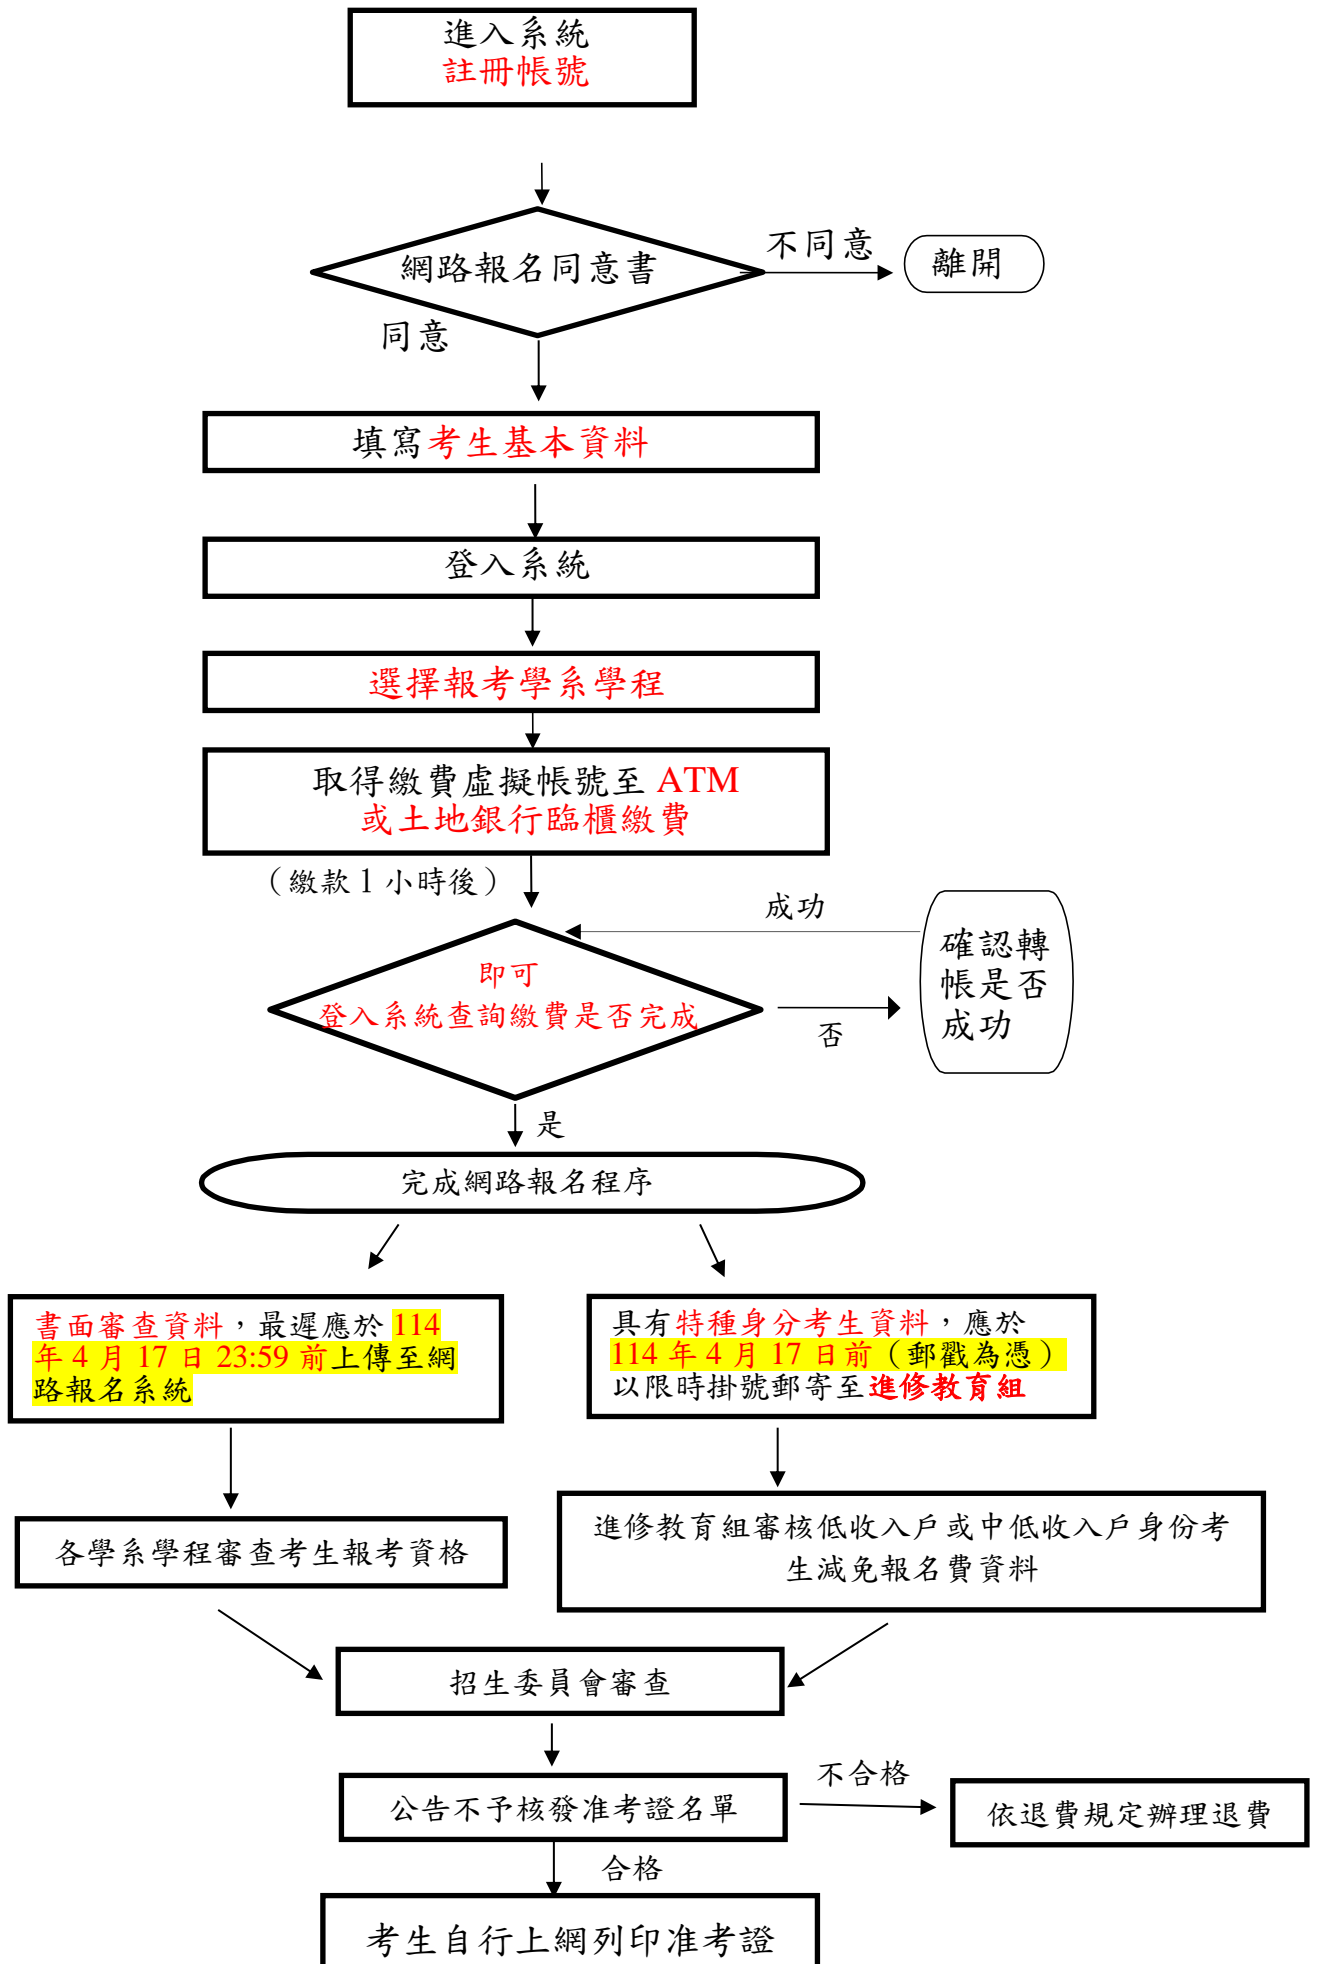 進入系統
註冊帳號
網路報名同意書
不同意
離開
同意
填寫考生基本資料
登入系統
選擇報考學系學程
取得繳費虛擬帳號至 ATM
或土地銀行臨櫃繳費
（繳款 1 小時後）
成功
確認轉
帳是否
成功
即可
登入系統查詢繳費是否完成
否
是
完成網路報名程序
書面審查資料，最遲應於 114
年 4 月 17 日 23:59 前上傳至網
路報名系統
具有特種身分考生資料，應於
114 年 4 月 17 日前（郵戳為憑）
以限時掛號郵寄至進修教育組
各學系學程審查考生報考資格
進修教育組審核低收入戶或中低收入戶身份考
生減免報名費資料
招生委員會審查
公告不予核發准考證名單
不合格
依退費規定辦理退費
合格
考生自行上網列印准考證